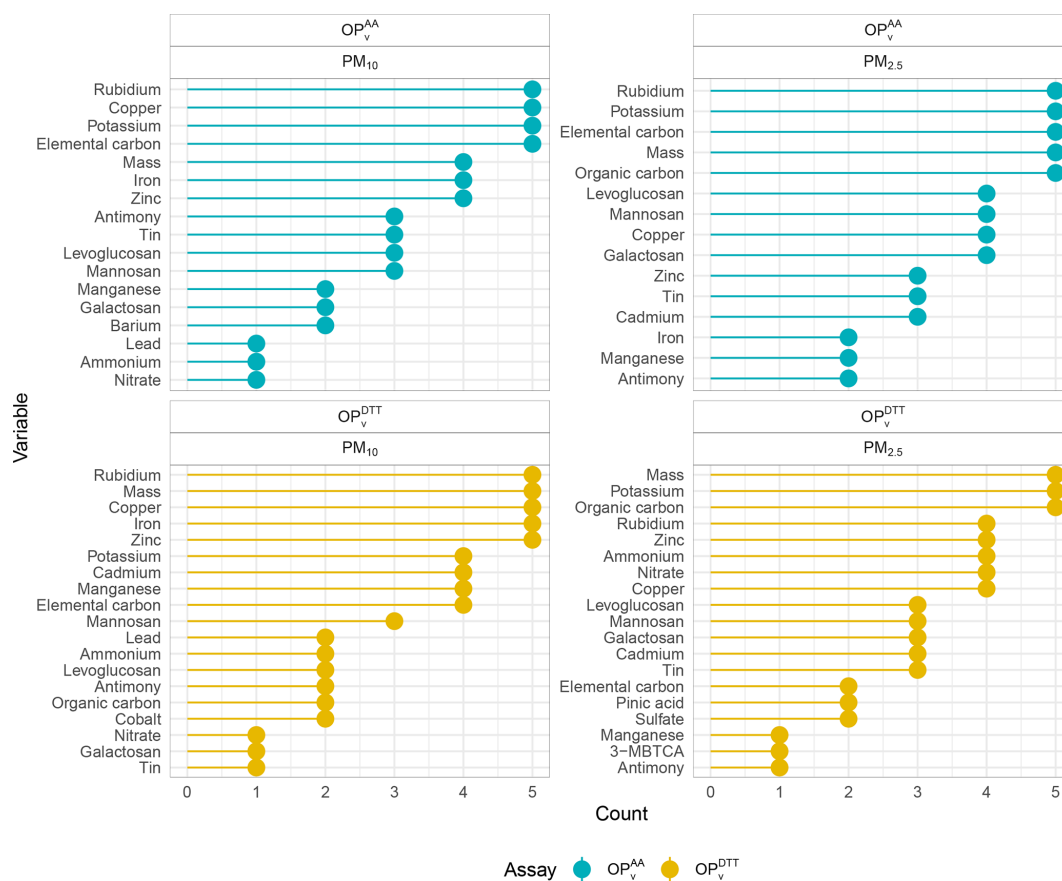 OP_v^AA
PM₁₀
Rubidium
Copper
Potassium
Elemental carbon
Mass
Iron
Zinc
Antimony
Tin
Levoglucosan
Mannosan
Manganese
Galactosan
Barium
Lead
Ammonium
Nitrate
OP_v^AA
PM₂.₅
Rubidium
Potassium
Elemental carbon
Mass
Organic carbon
Levoglucosan
Mannosan
Copper
Galactosan
Zinc
Tin
Cadmium
Iron
Manganese
Antimony
Variable
OP_v^DTT
PM₁₀
Rubidium
Mass
Copper
Iron
Zinc
Potassium
Cadmium
Manganese
Elemental carbon
Mannosan
Lead
Ammonium
Levoglucosan
Antimony
Organic carbon
Cobalt
Nitrate
Galactosan
Tin
0 1 2 3 4 5
OP_v^DTT
PM₂.₅
Mass
Potassium
Organic carbon
Rubidium
Zinc
Ammonium
Nitrate
Copper
Levoglucosan
Mannosan
Galactosan
Cadmium
Tin
Elemental carbon
Pinic acid
Sulfate
Manganese
3−MBTCA
Antimony
0 1 2 3 4 5
Count
Assay OP_v^AA OP_v^DTT